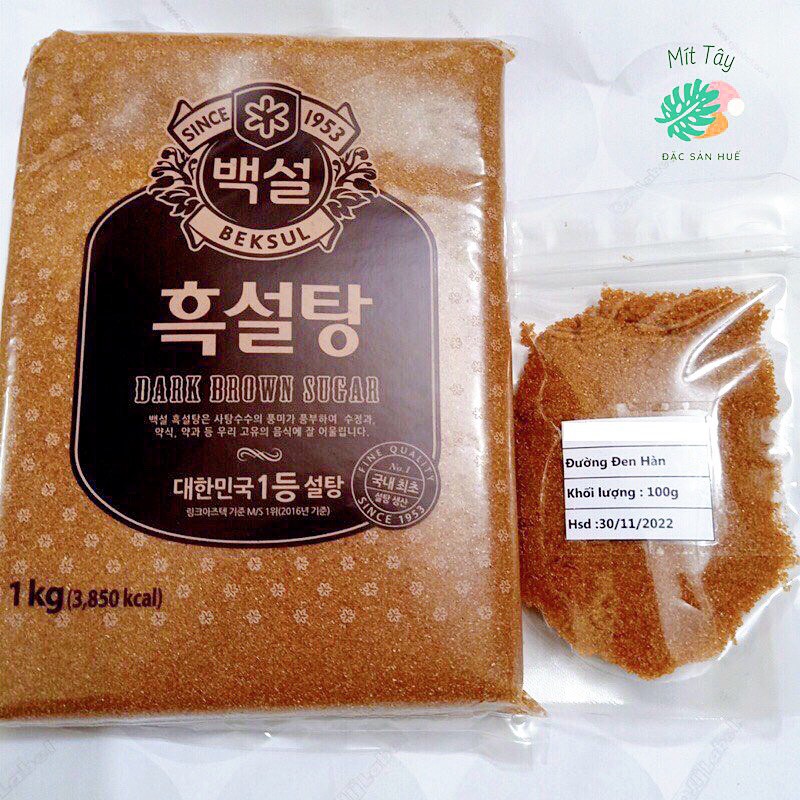 Mít Tây
ĐẶC SẢN HUẾ
SINCE 1953
백설
BEKSUL
흑설탕
DARK BROWN SUGAR
백설 흑설탕은 사탕수수의 풍미가 풍부하여 수정과,
약식, 약과 등 우리 고유의 음식에 잘 어울립니다.
대한민국 1등 설탕
링크아즈텍 기준 M/S 1위(2016년 기준)
FINE QUALITY
No.1
국내 최초
설탕 생산
SINCE 1953
1 kg (3,850 kcal)
Đường Đen Hàn
Khối lượng : 100g
Hsd :30/11/2022